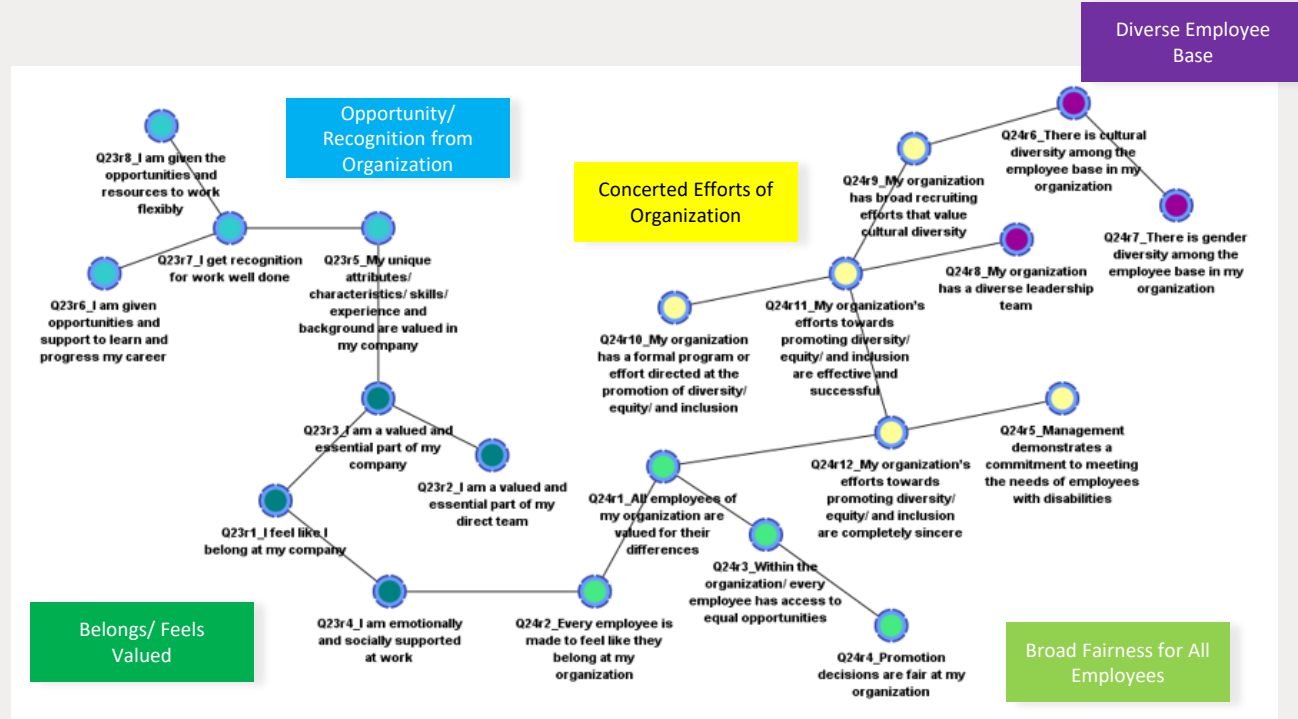 Diverse Employee
Base
Opportunity/
Recognition from
Organization
Concerted Efforts of
Organization
Q23r8_I am given the
opportunities and
resources to work
flexibly
Q23r7_I get recognition
for work well done
Q23r5_My unique
attributes/
characteristics/ skills/
experience and
background are valued in
my company
Q23r6_I am given
opportunities and
support to learn and
progress my career
Q24r6_There is cultural
diversity among the
employee base in my
organization
Q24r9_My organization
has broad recruiting
efforts that value
cultural diversity
Q24r7_There is gender
diversity among the
employee base in my
organization
Q24r8_My organization
has a diverse leadership
team
Q24r11_My organization's
efforts towards
promoting diversity/
equity/ and inclusion
are effective and
successful
Q24r10_My organization
has a formal program or
effort directed at the
promotion of diversity/
equity/ and inclusion
Q23r3_I am a valued and
essential part of my
company
Q23r2_I am a valued and
essential part of my
direct team
Q23r1_I feel like I
belong at my company
Q24r1_All employees of
my organization are
valued for their
differences
Q24r12_My organization's
efforts towards
promoting diversity/
equity/ and inclusion
are completely sincere
Q24r5_Management
demonstrates a
commitment to meeting
the needs of employees
with disabilities
Q24r3_Within the
organization/ every
employee has access to
equal opportunities
Q23r4_I am emotionally
and socially supported
at work
Q24r2_Every employee is
made to feel like they
belong at my
organization
Q24r4_Promotion
decisions are fair at my
organization
Belongs/ Feels
Valued
Broad Fairness for All
Employees